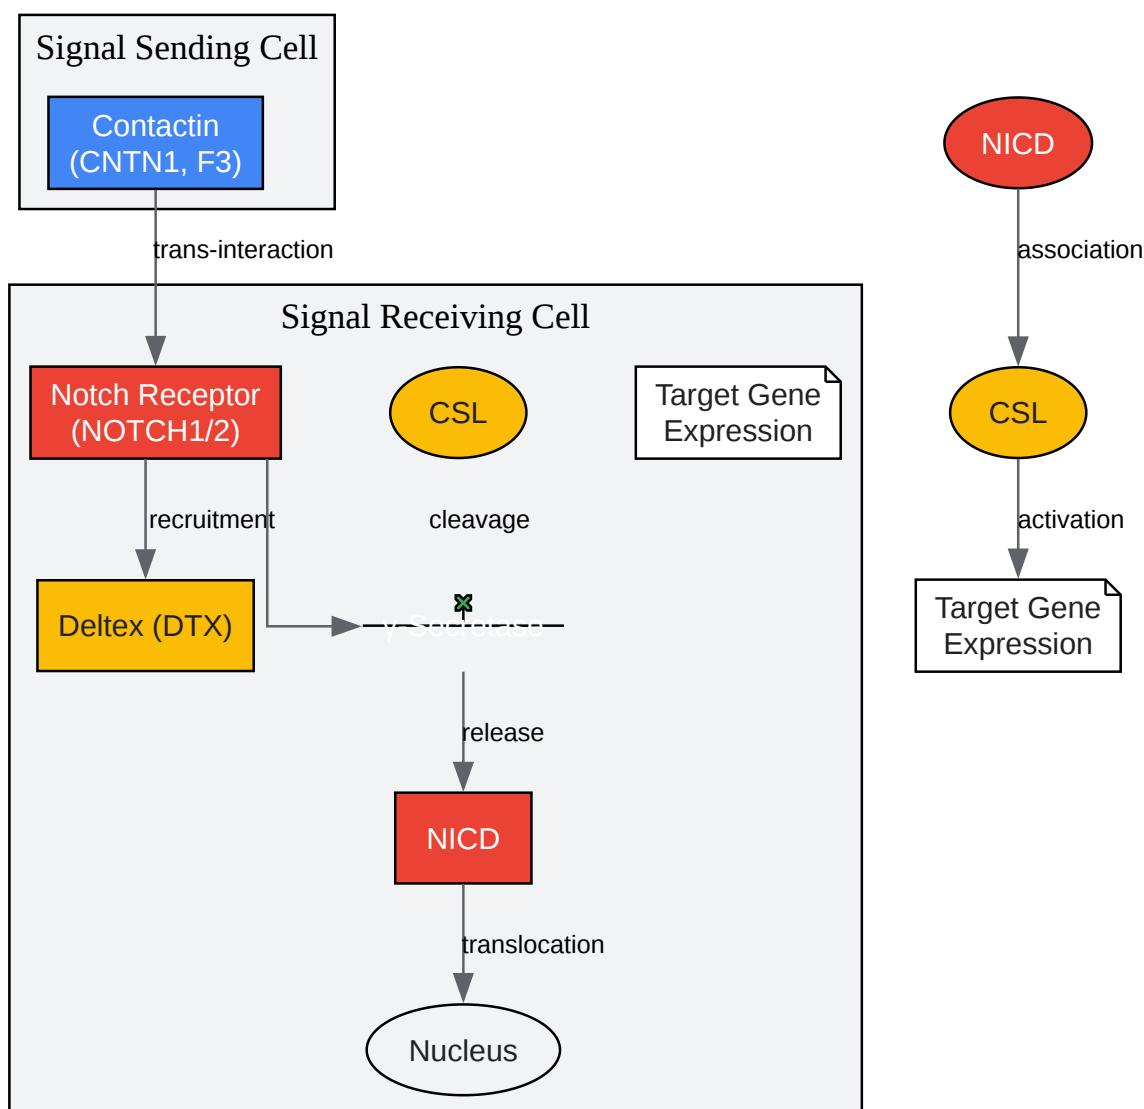 Signal Sending Cell
Contactin
(CNTN1, F3)
NICD
trans-interaction
association
Signal Receiving Cell
Notch Receptor
(NOTCH1/2)
CSL
Target Gene
Expression
CSL
recruitment
cleavage
activation
Deltex (DTX)
γ-Secretase
Target Gene
Expression
release
NICD
translocation
Nucleus